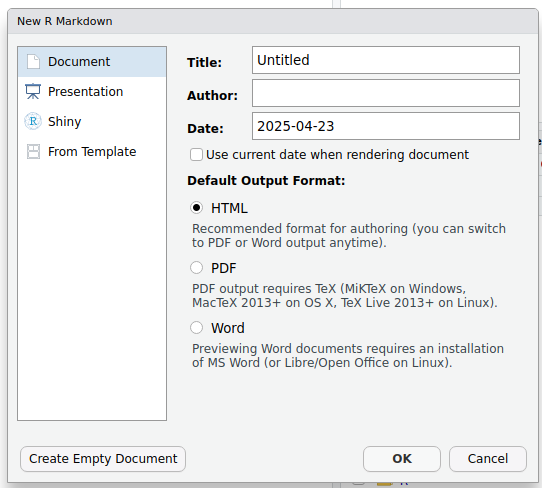 New R Markdown
Document
Presentation
R Shiny
From Template
Title: Untitled
Author:
Date: 2025-04-23
Use current date when rendering document
Default Output Format:
HTML
Recommended format for authoring (you can switch
to PDF or Word output anytime).
PDF
PDF output requires TeX (MiKTeX on Windows,
MacTeX 2013+ on OS X, TeX Live 2013+ on Linux).
Word
Previewing Word documents requires an installation
of MS Word (or Libre/Open Office on Linux).
Create Empty Document
OK
Cancel